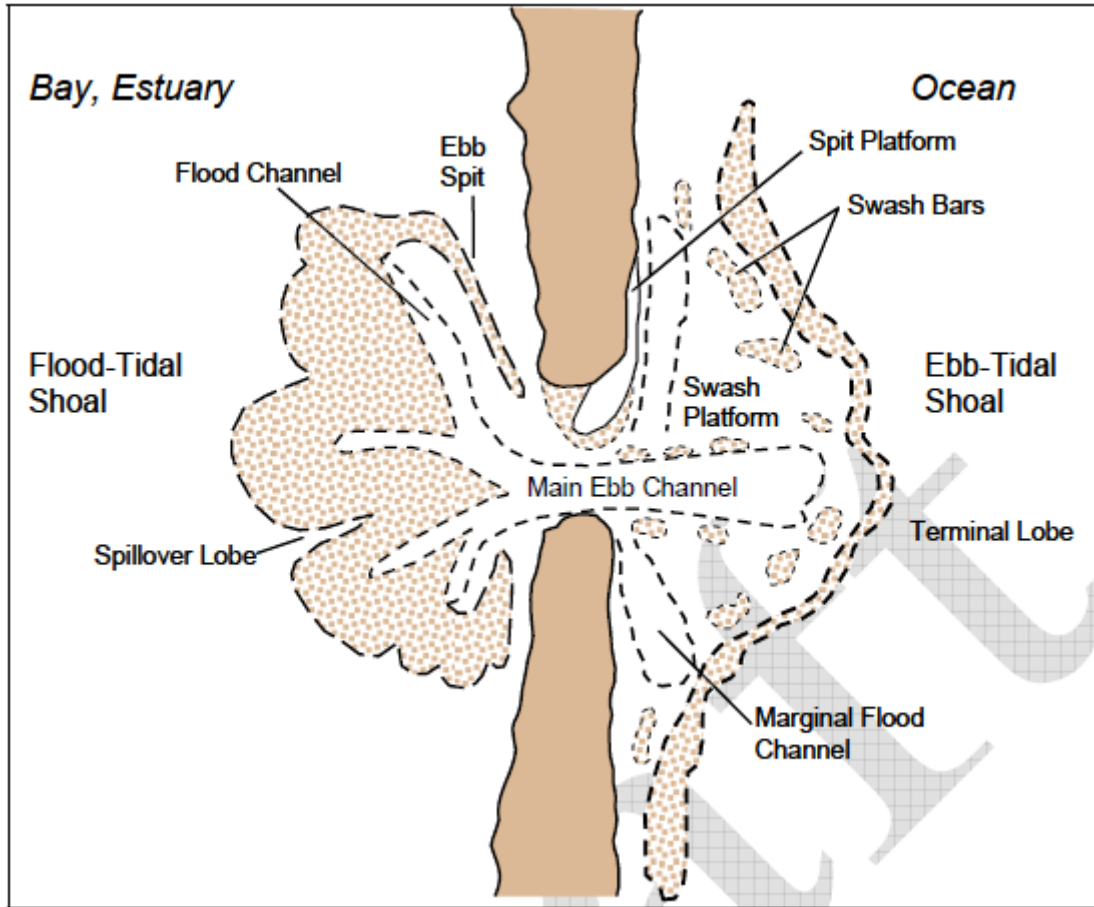 Bay, Estuary
Ocean
Ebb
Spit
Flood Channel
Spit Platform
Swash Bars
Flood-Tidal
Shoal
Swash
Platform
Ebb-Tidal
Shoal
Main Ebb Channel
Spillover Lobe
Terminal Lobe
Marginal Flood
Channel